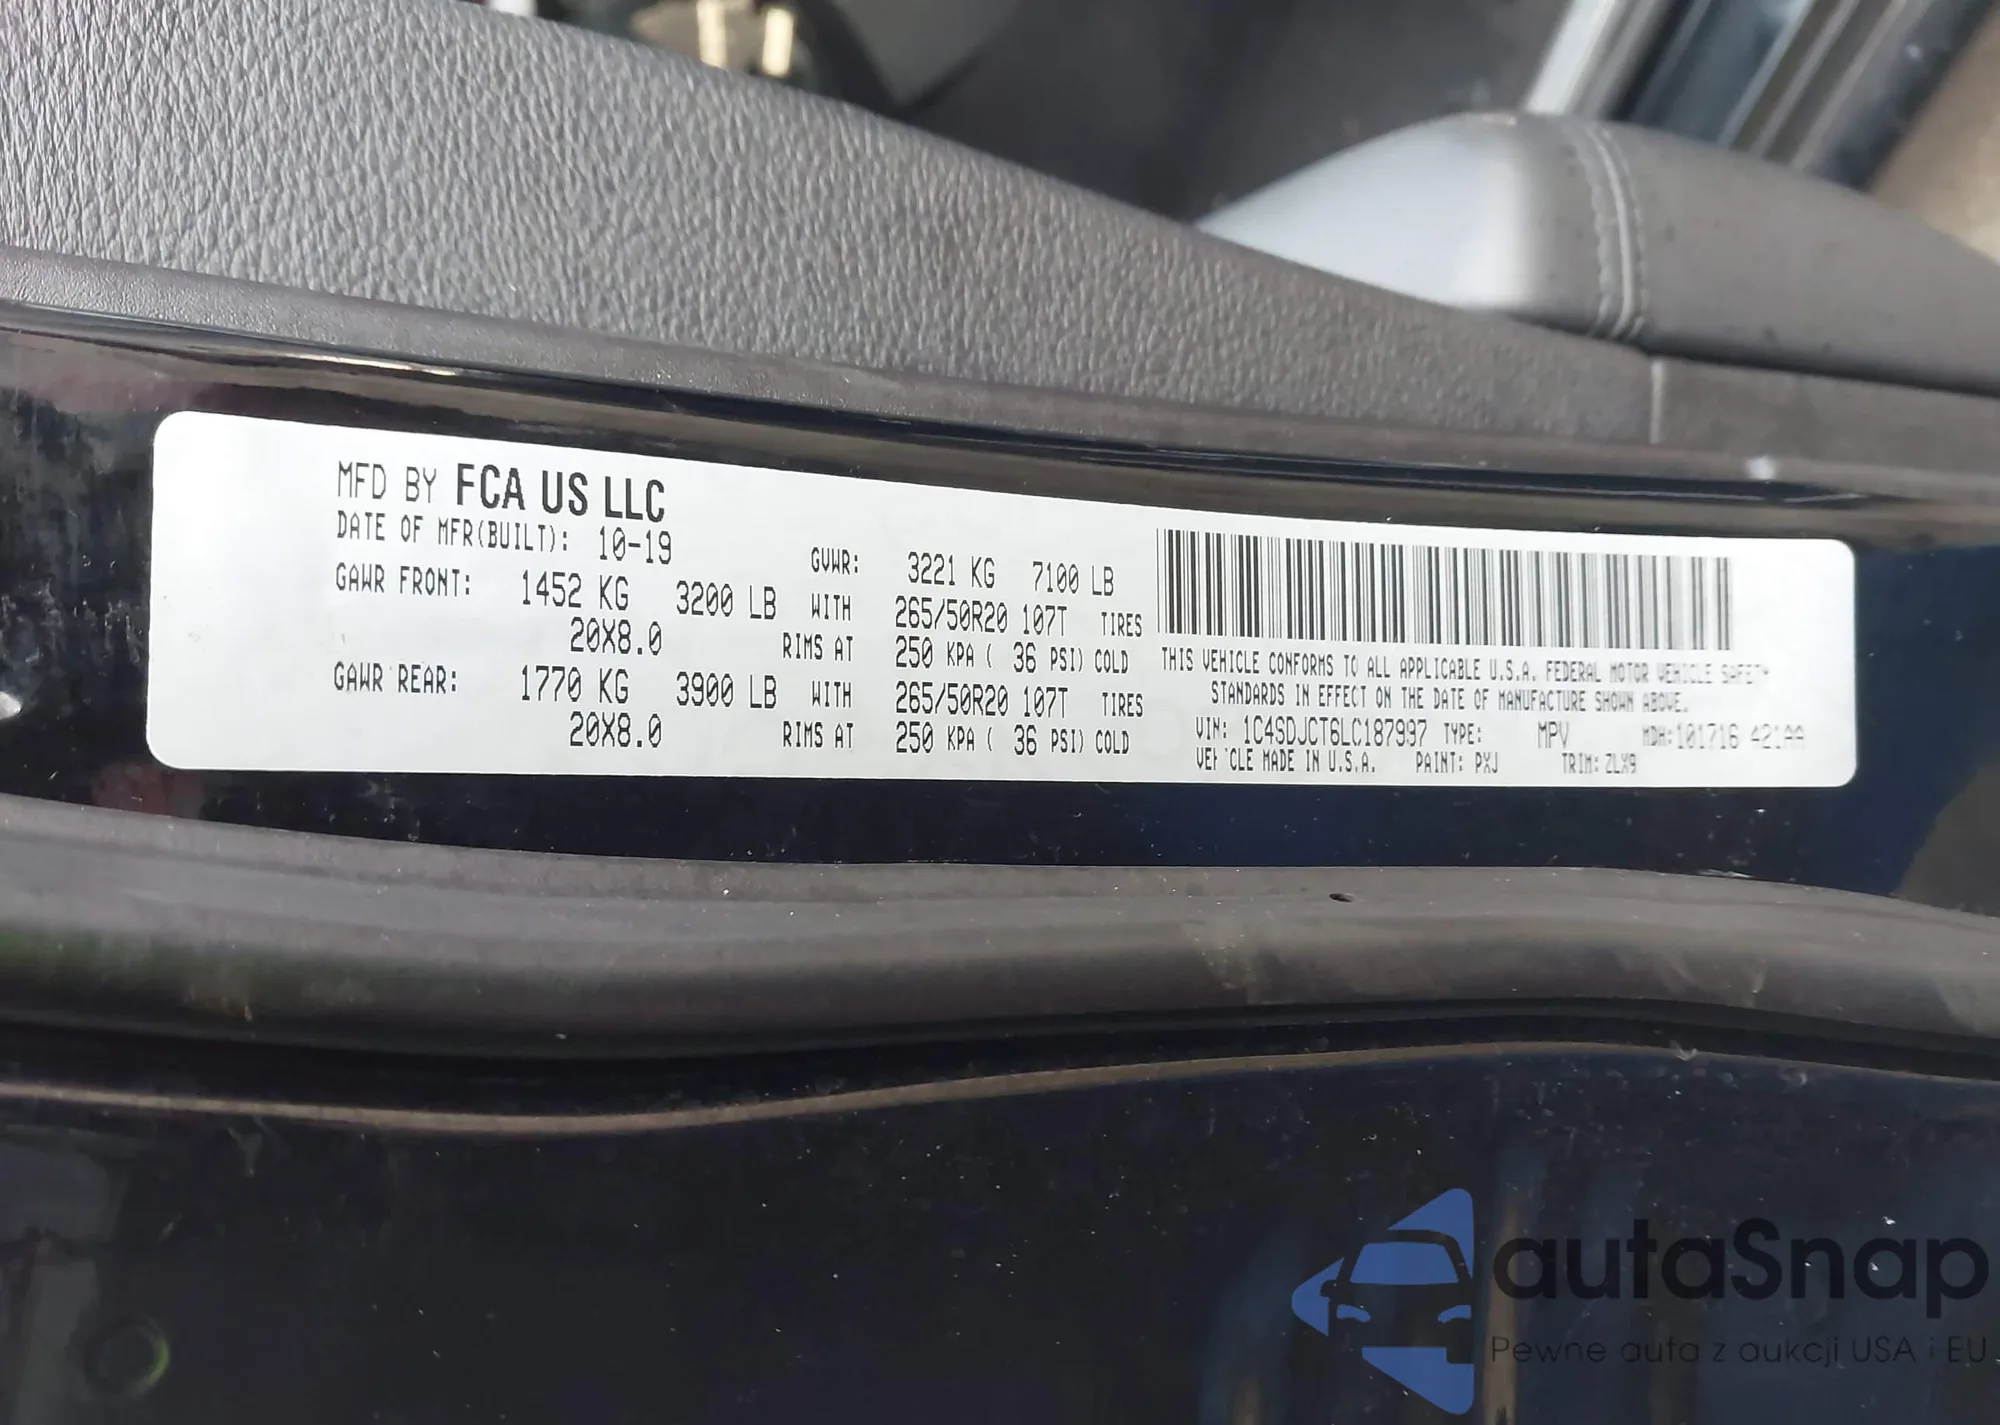 MFD BY FCA US LLC
DATE OF MFR(BUILT): 10-19 GVWR: 3221 KG 7100 LB
GAWR FRONT: 1452 KG 3200 LB WITH 265/50R20 107T TIRES
20X8.0 RIMS AT 250 KPA ( 36 PSI) COLD
GAWR REAR: 1770 KG 3900 LB WITH 265/50R20 107T TIRES
20X8.0 RIMS AT 250 KPA ( 36 PSI) COLD
THIS VEHICLE CONFORMS TO ALL APPLICABLE U.S.A. FEDERAL MOTOR VEHICLE SAFETY
STANDARDS IN EFFECT ON THE DATE OF MANUFACTURE SHOWN ABOVE.
VIN: 1C4SDJCT6LC187997 TYPE: MPV MDH:101716 421AA
VEHICLE MADE IN U.S.A. PAINT: PXJ TRIM: ZLX9
autaSnap
Pewne auta z aukcji USA i EU